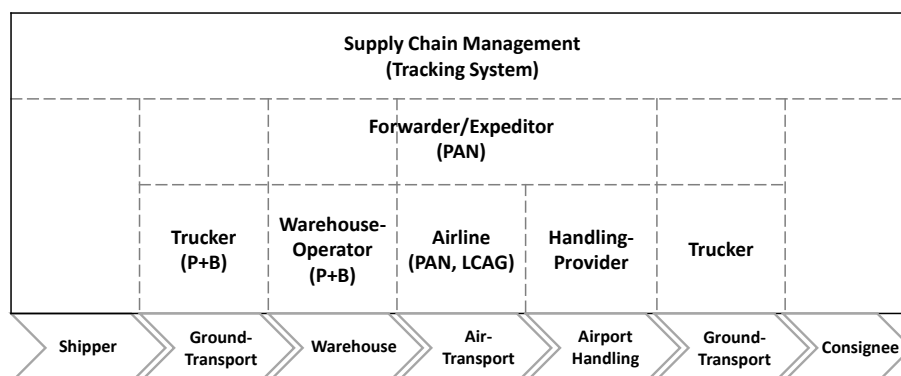 Supply Chain Management
(Tracking System)
Forwarder/Expeditor
(PAN)
Trucker
(P+B)
Warehouse-
Operator
(P+B)
Airline
(PAN, LCAG)
Handling-
Provider
Trucker
Shipper
Ground-
Transport
Warehouse
Air-
Transport
Airport
Handling
Ground-
Transport
Consignee